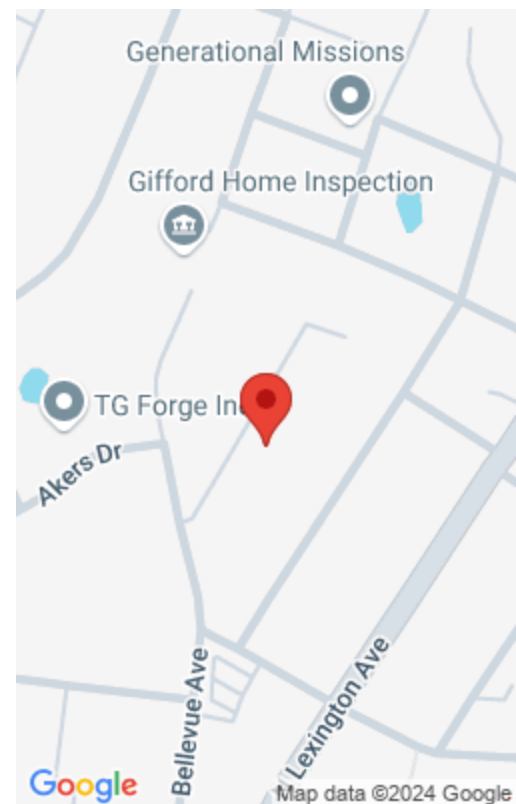 Generational Missions
Gifford Home Inspection
TG Forge Inc
Akers Dr
Bellevue Ave
Lexington Ave
Google
Map data ©2024 Google